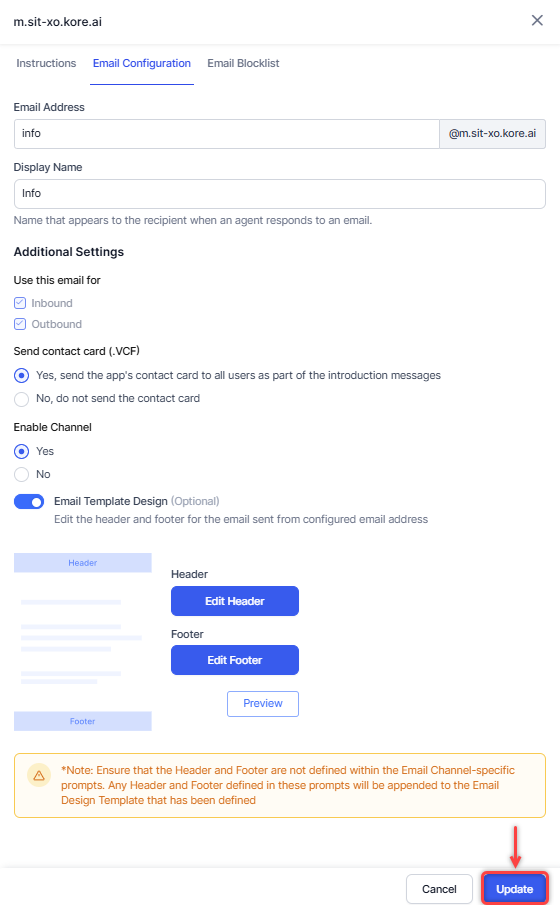 m.sit-xo.kore.ai
Instructions Email Configuration Email Blocklist
Email Address
info @m.sit-xo.kore.ai
Display Name
Info
Name that appears to the recipient when an agent responds to an email.
Additional Settings
Use this email for
Inbound
Outbound
Send contact card (.VCF)
Yes, send the app's contact card to all users as part of the introduction messages
No, do not send the contact card
Enable Channel
Yes
No
Email Template Design (Optional)
Edit the header and footer for the email sent from configured email address
Header
Header
Edit Header
Footer
Edit Footer
Preview
Footer
*Note: Ensure that the Header and Footer are not defined within the Email Channel-specific
prompts. Any Header and Footer defined in these prompts will be appended to the Email
Design Template that has been defined
Cancel Update